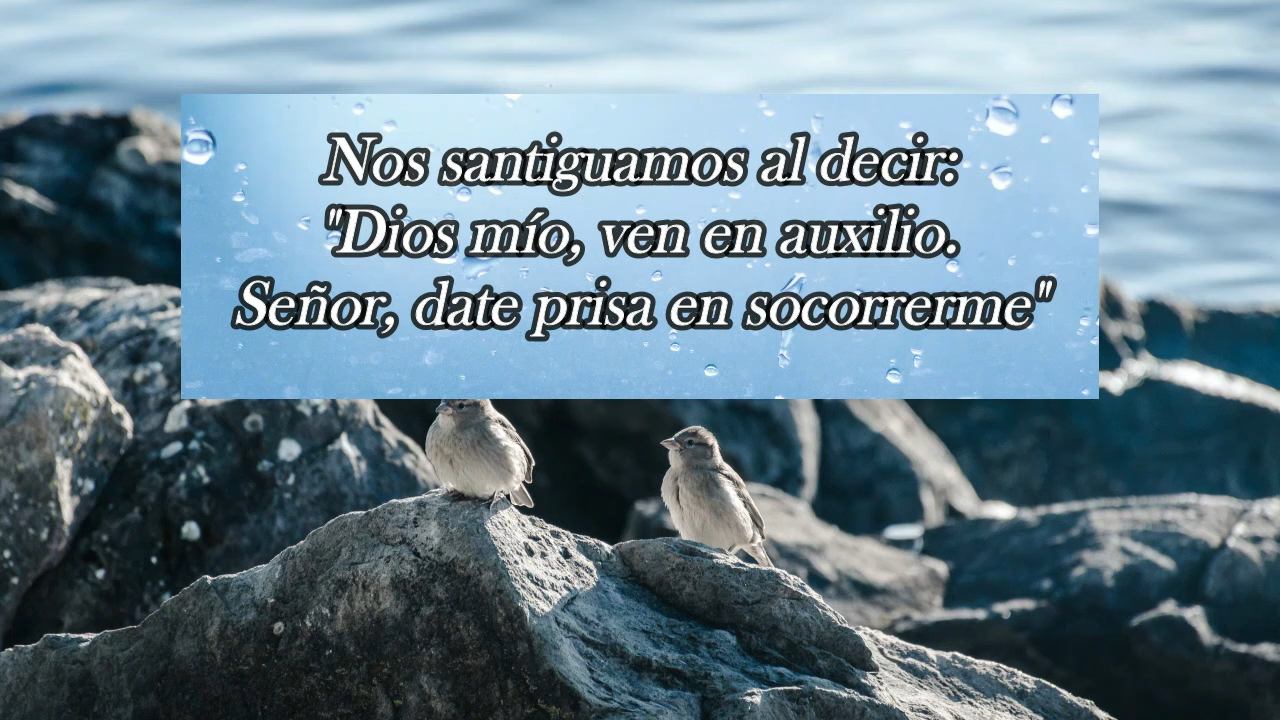 Nos santiguamos al decir:
"Dios mío, ven en auxilio.
Señor, date prisa en socorrerme"